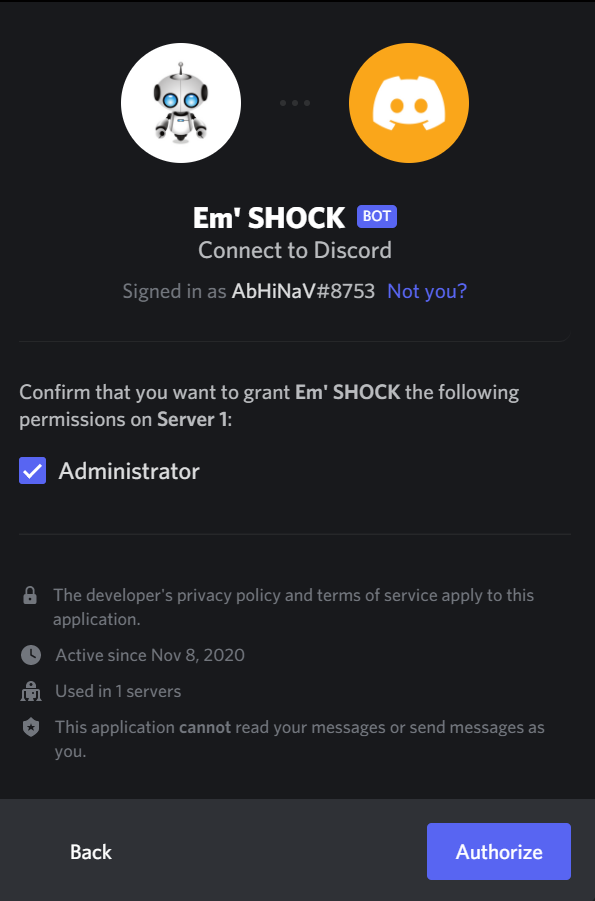 Em' SHOCK BOT
Connect to Discord
Signed in as AbHiNaV#8753 Not you?
Confirm that you want to grant Em' SHOCK the following
permissions on Server 1:
Administrator
The developer's privacy policy and terms of service apply to this
application.
Active since Nov 8, 2020
Used in 1 servers
This application cannot read your messages or send messages as
you.
Back Authorize